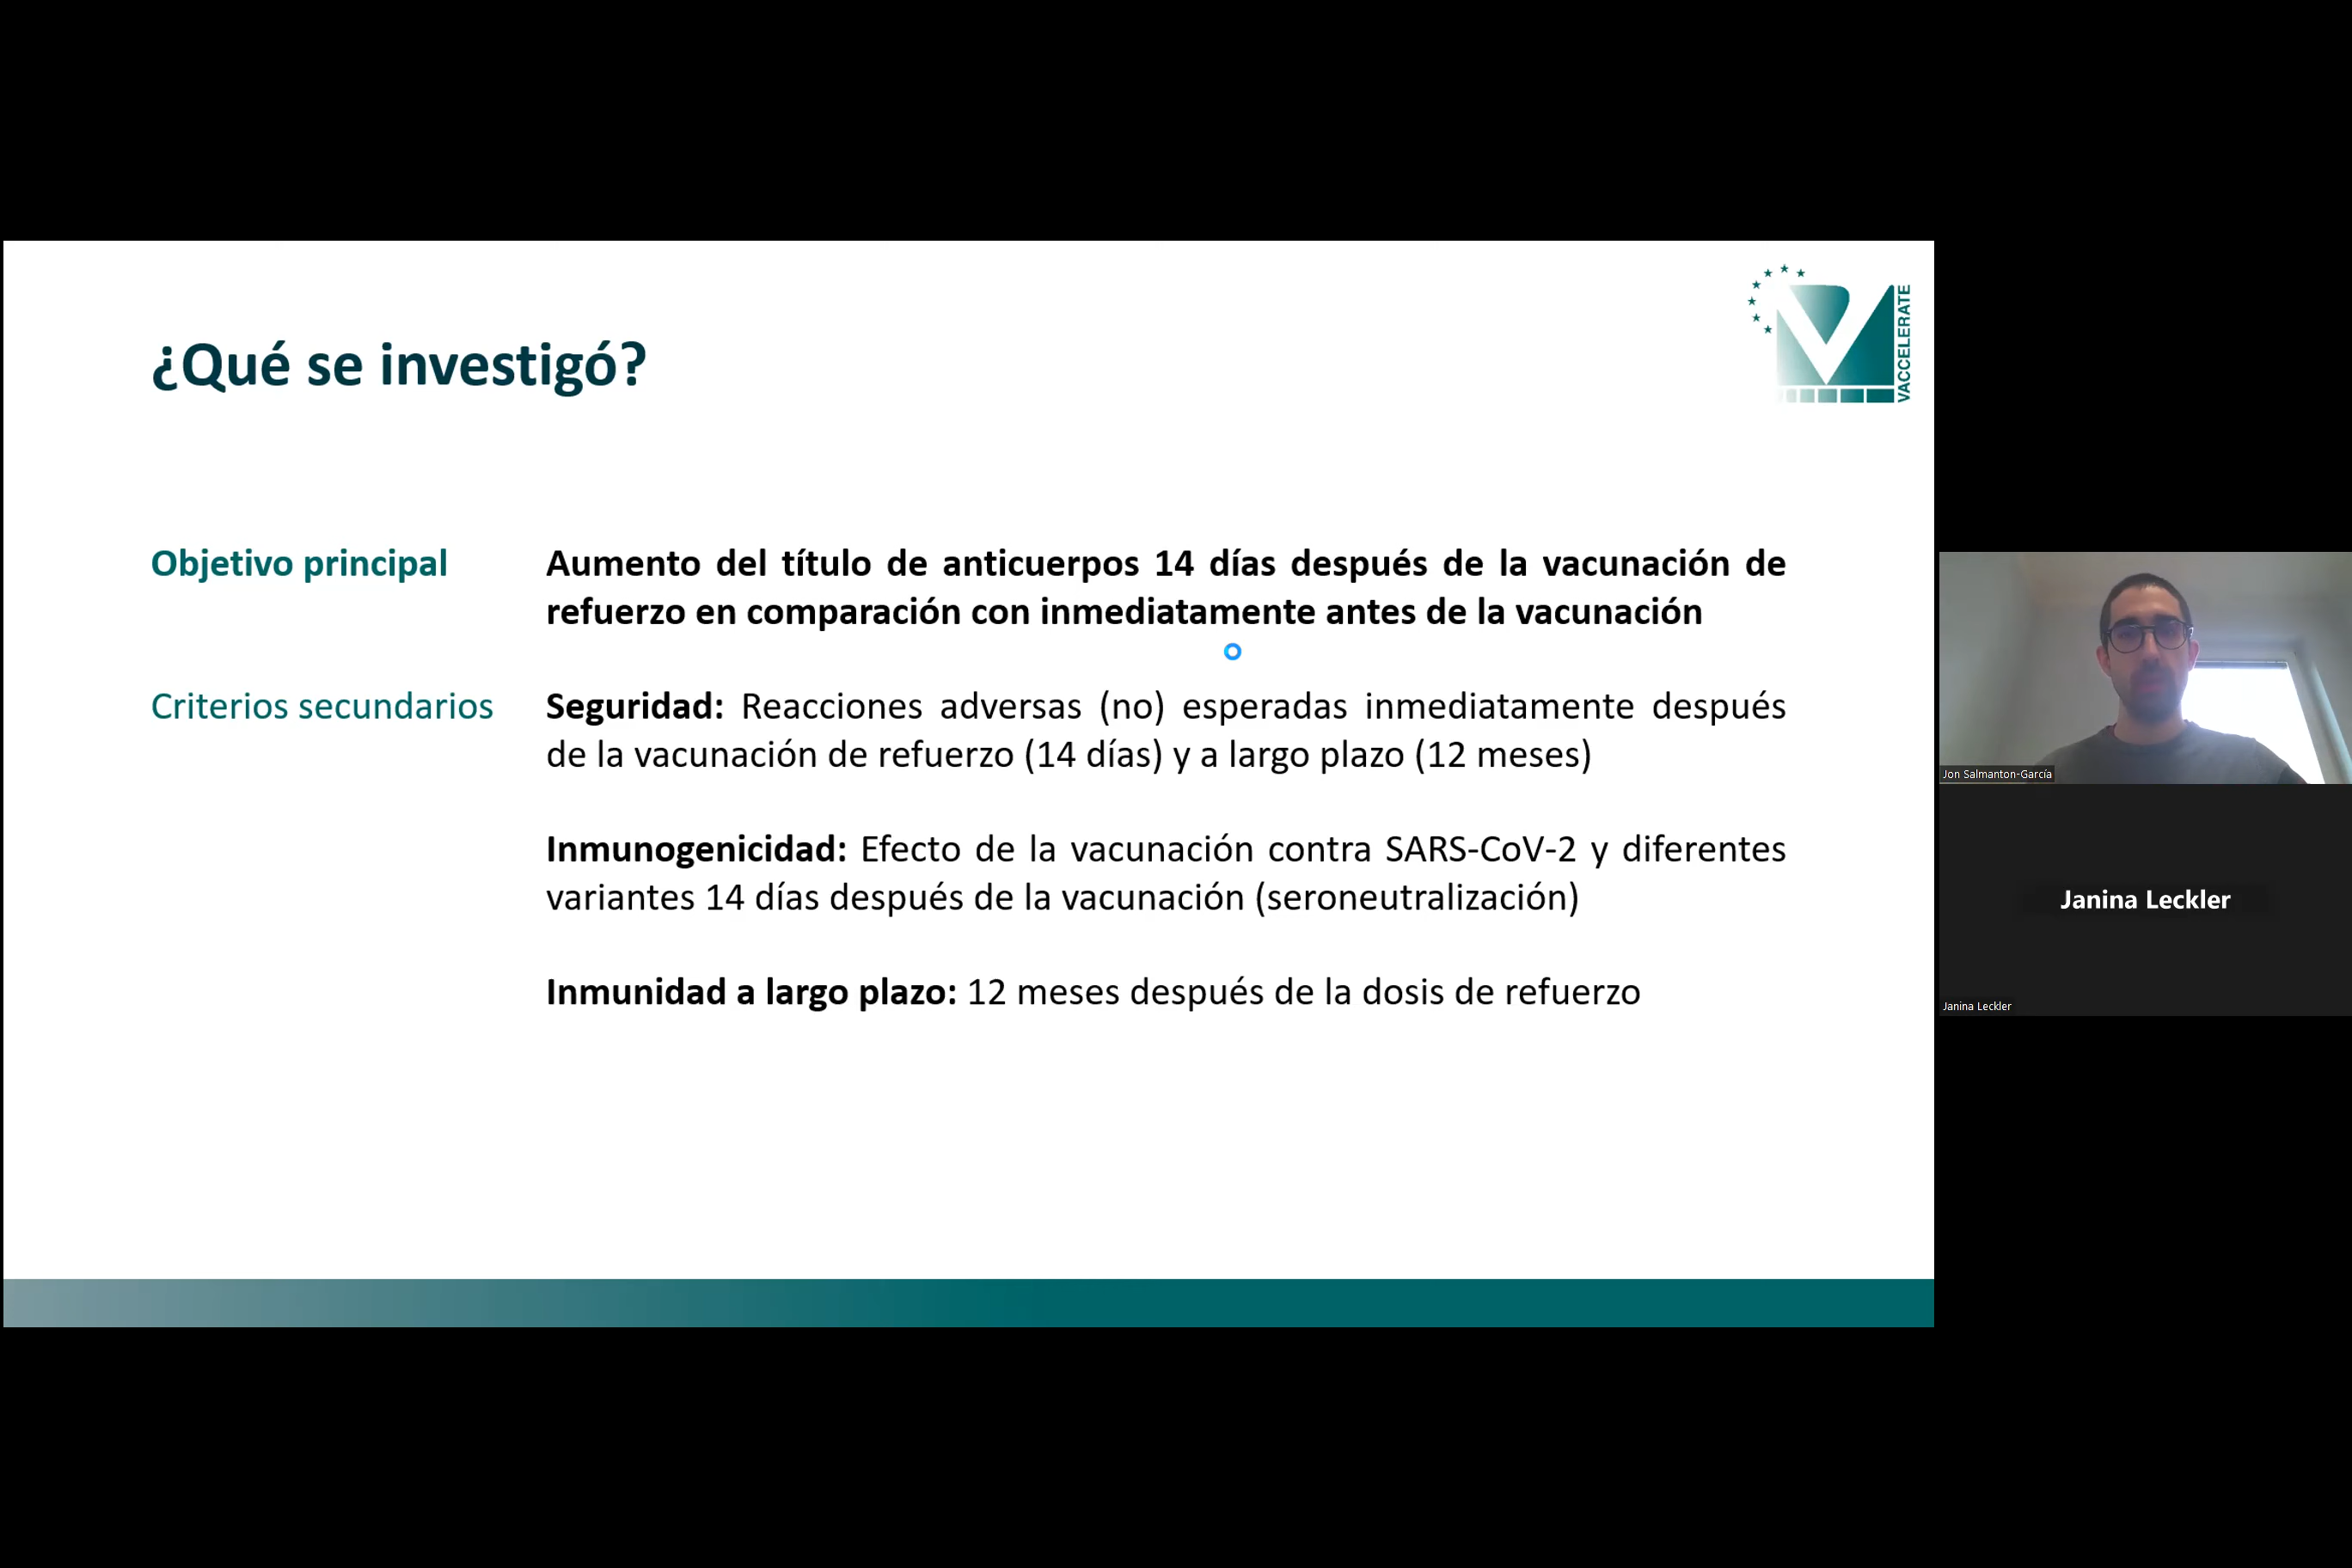 ¿Qué se investigó?
VACCELERATE
Objetivo principal
Aumento del título de anticuerpos 14 días después de la vacunación de
refuerzo en comparación con inmediatamente antes de la vacunación
Criterios secundarios
Seguridad: Reacciones adversas (no) esperadas inmediatamente después
de la vacunación de refuerzo (14 días) y a largo plazo (12 meses)
Inmunogenicidad: Efecto de la vacunación contra SARS-CoV-2 y diferentes
variantes 14 días después de la vacunación (seroneutralización)
Inmunidad a largo plazo: 12 meses después de la dosis de refuerzo
Jon Salmanton-García
Janina Leckler
Janina Leckler